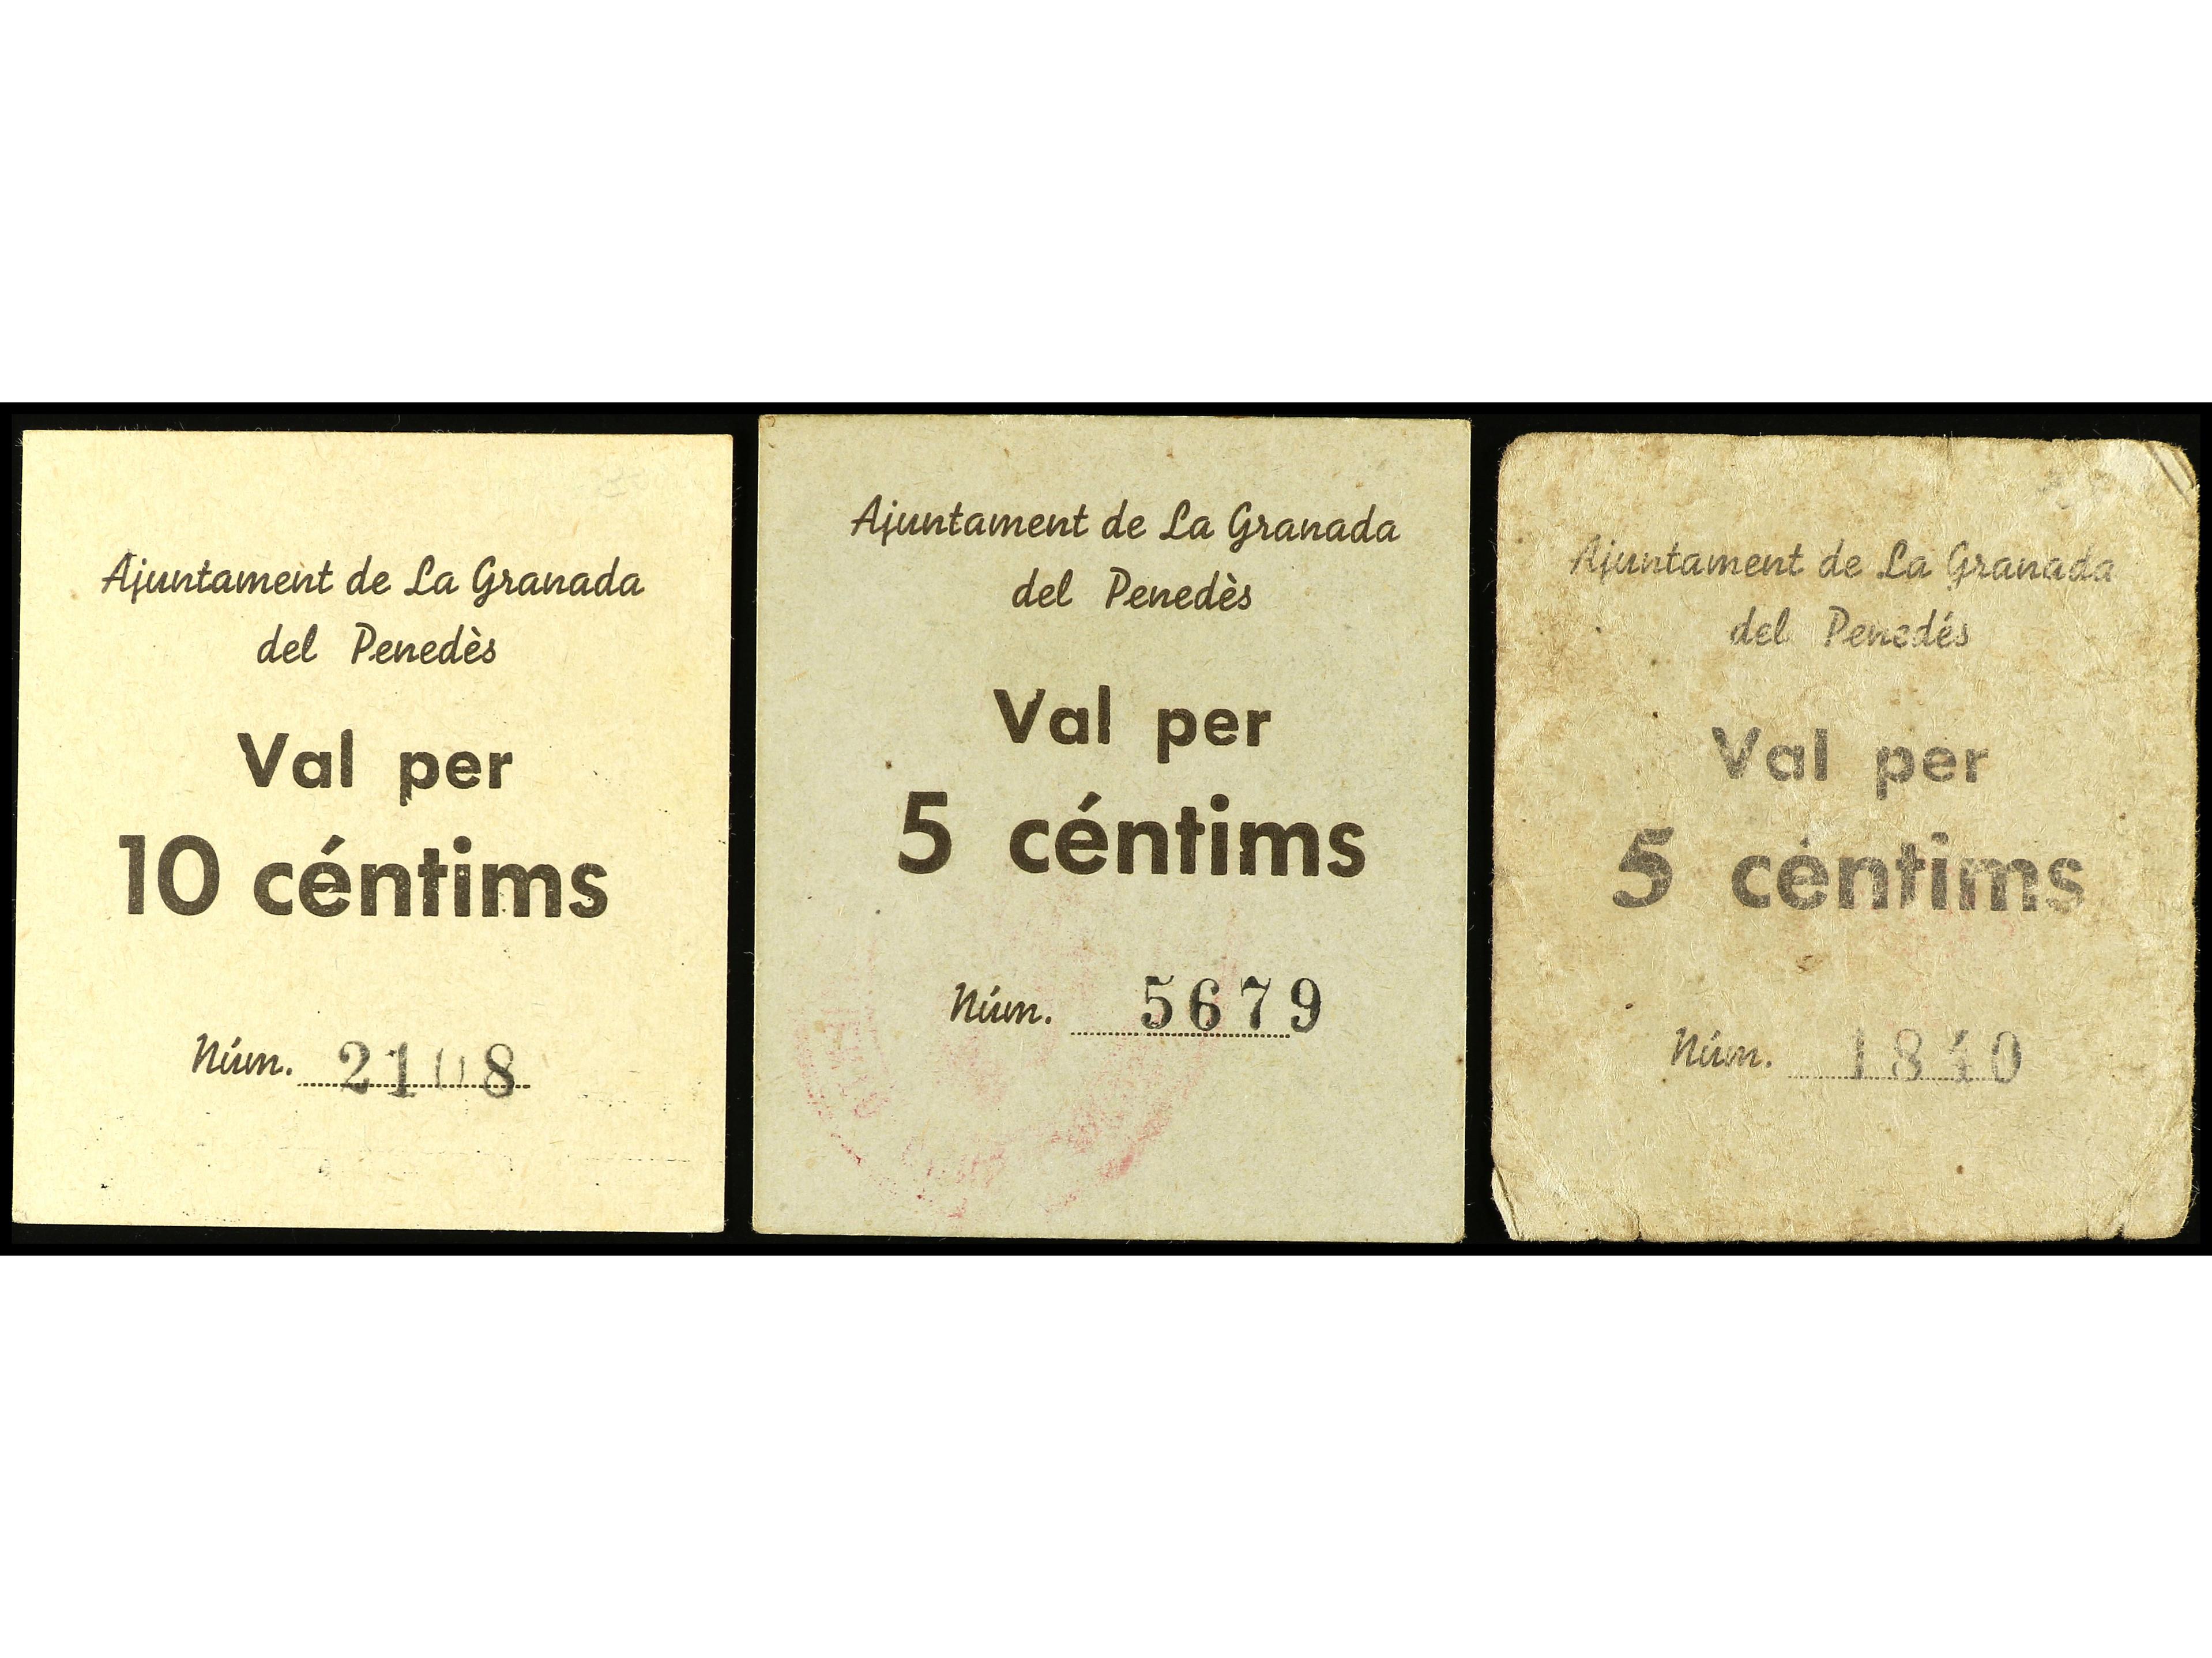 Ajuntament de La Granada
del Penedès
Val per
10 céntims
Núm. 2108
Ajuntament de La Granada
del Penedès
Val per
5 céntims
Núm. 5679
Ajuntament de La Granada
del Penedés
Val per
5 céntims
Núm. 1840